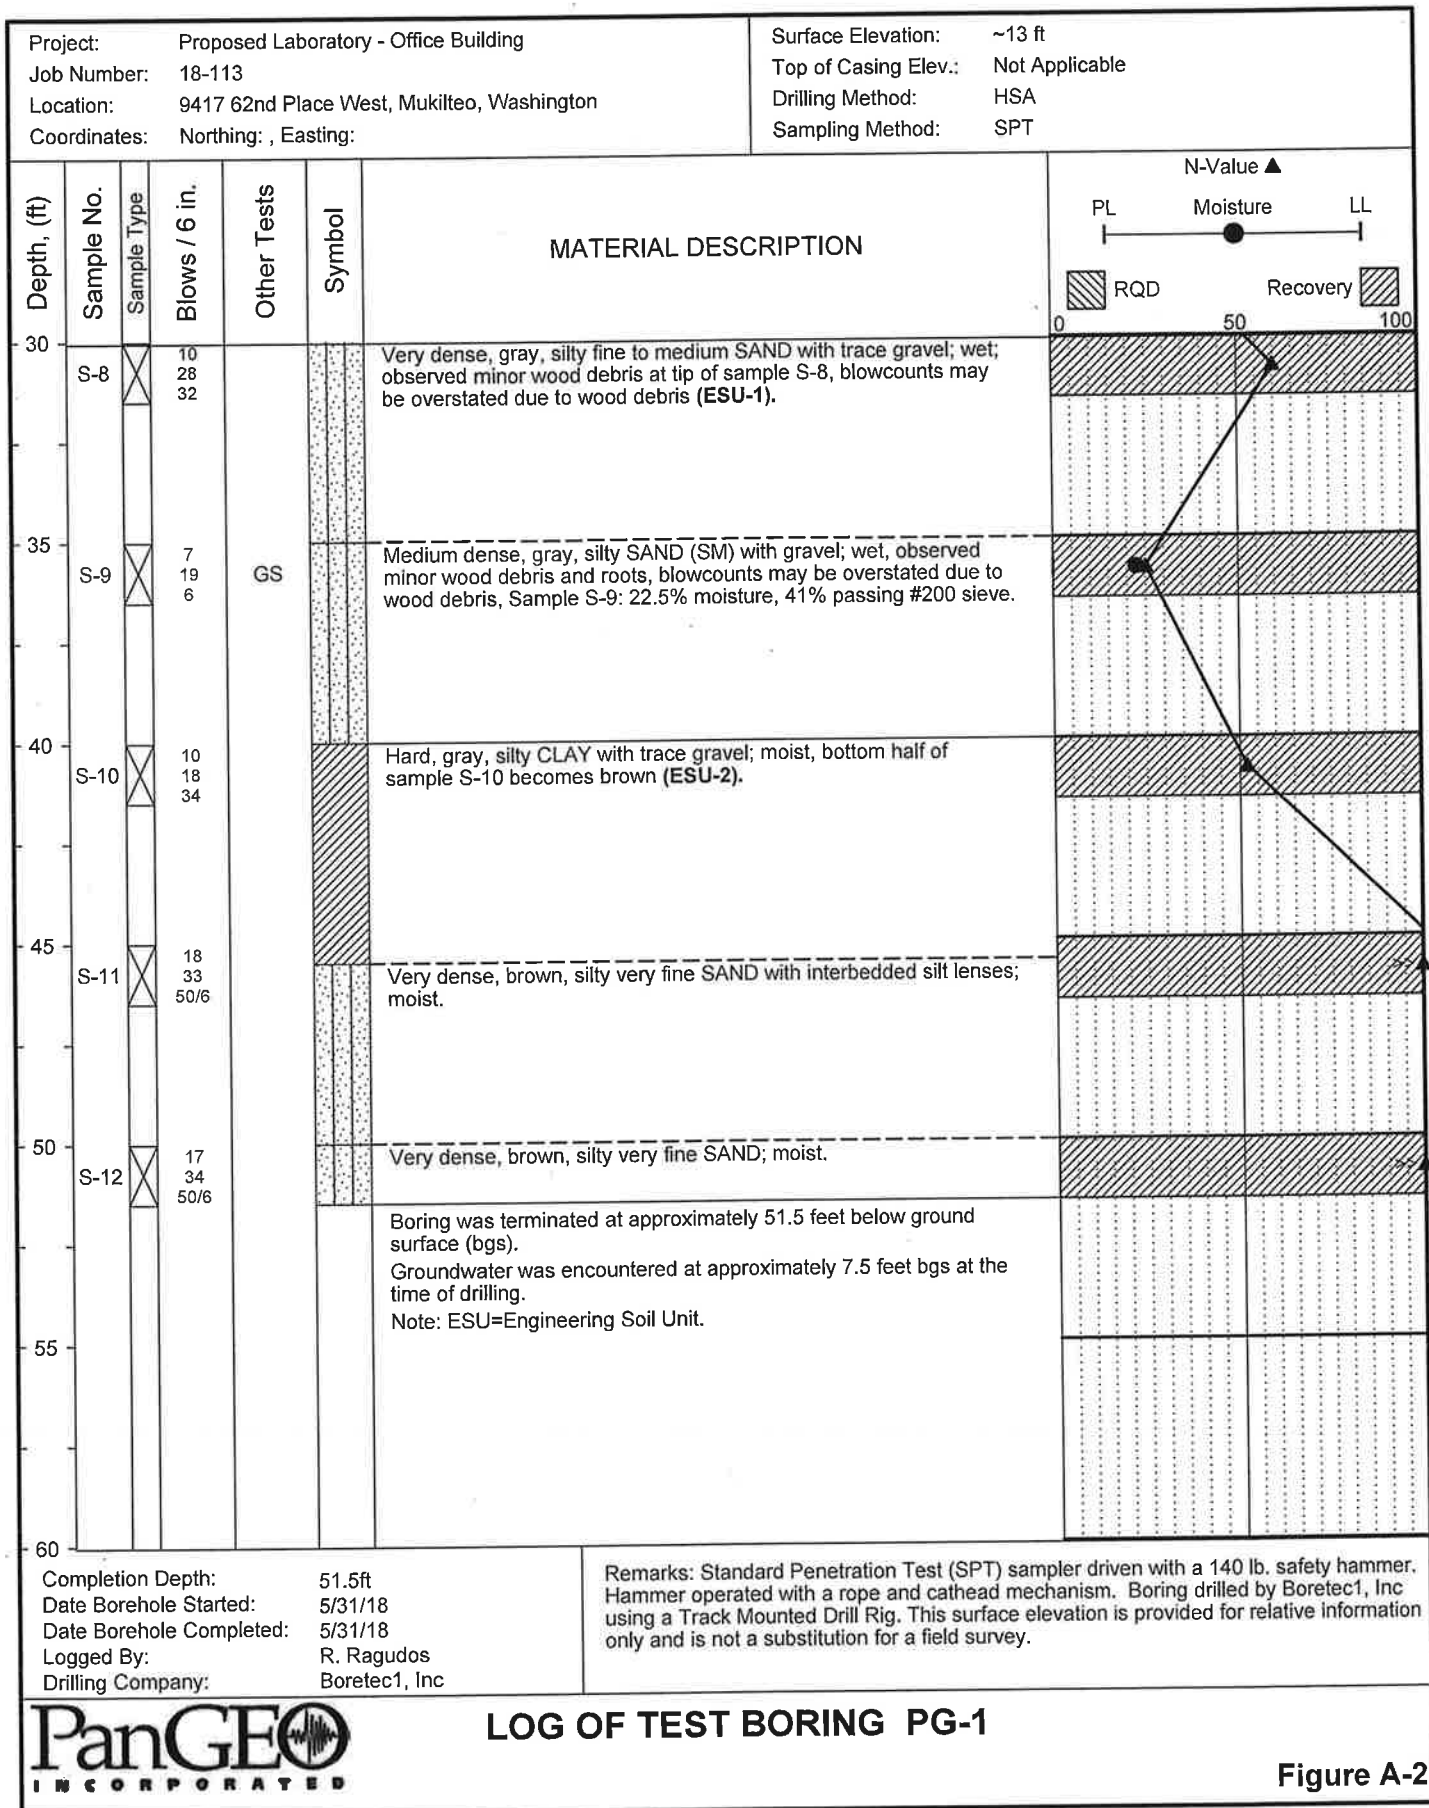 Project: Proposed Laboratory - Office Building
Job Number: 18-113
Location: 9417 62nd Place West, Mukilteo, Washington
Coordinates: Northing: , Easting:
Surface Elevation: ~13 ft
Top of Casing Elev.: Not Applicable
Drilling Method: HSA
Sampling Method: SPT
Depth, (ft)
Sample No.
Sample Type
Blows / 6 in.
Other Tests
Symbol
MATERIAL DESCRIPTION
N-Value ▲
PL Moisture LL
RQD Recovery
0 50 100
30
S-8
10
28
32
Very dense, gray, silty fine to medium SAND with trace gravel; wet;
observed minor wood debris at tip of sample S-8, blowcounts may
be overstated due to wood debris (ESU-1).
35
S-9
7
19
6
GS
Medium dense, gray, silty SAND (SM) with gravel; wet, observed
minor wood debris and roots, blowcounts may be overstated due to
wood debris, Sample S-9: 22.5% moisture, 41% passing #200 sieve.
40
S-10
10
18
34
Hard, gray, silty CLAY with trace gravel; moist, bottom half of
sample S-10 becomes brown (ESU-2).
45
S-11
18
33
50/6
Very dense, brown, silty very fine SAND with interbedded silt lenses;
moist.
>>
50
S-12
17
34
50/6
Very dense, brown, silty very fine SAND; moist.
>>
Boring was terminated at approximately 51.5 feet below ground
surface (bgs).
Groundwater was encountered at approximately 7.5 feet bgs at the
time of drilling.
Note: ESU=Engineering Soil Unit.
55
60
Completion Depth: 51.5ft
Date Borehole Started: 5/31/18
Date Borehole Completed: 5/31/18
Logged By: R. Ragudos
Drilling Company: Boretec1, Inc
Remarks: Standard Penetration Test (SPT) sampler driven with a 140 lb. safety hammer.
Hammer operated with a rope and cathead mechanism. Boring drilled by Boretec1, Inc
using a Track Mounted Drill Rig. This surface elevation is provided for relative information
only and is not a substitution for a field survey.
PanGEO
INCORPORATED
LOG OF TEST BORING PG-1
Figure A-2